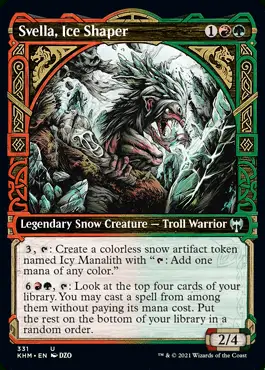 Svella, Ice Shaper 1
Legendary Snow Creature — Troll Warrior
3, : Create a colorless snow artifact token
named Icy Manalith with “: Add one
mana of any color.”
6, : Look at the top four cards of your
library. You may cast a spell from among
them without paying its mana cost. Put
the rest on the bottom of your library in a
random order.
2/4
331 U
KHM • EN DZO ™ & © 2021 Wizards of the Coast